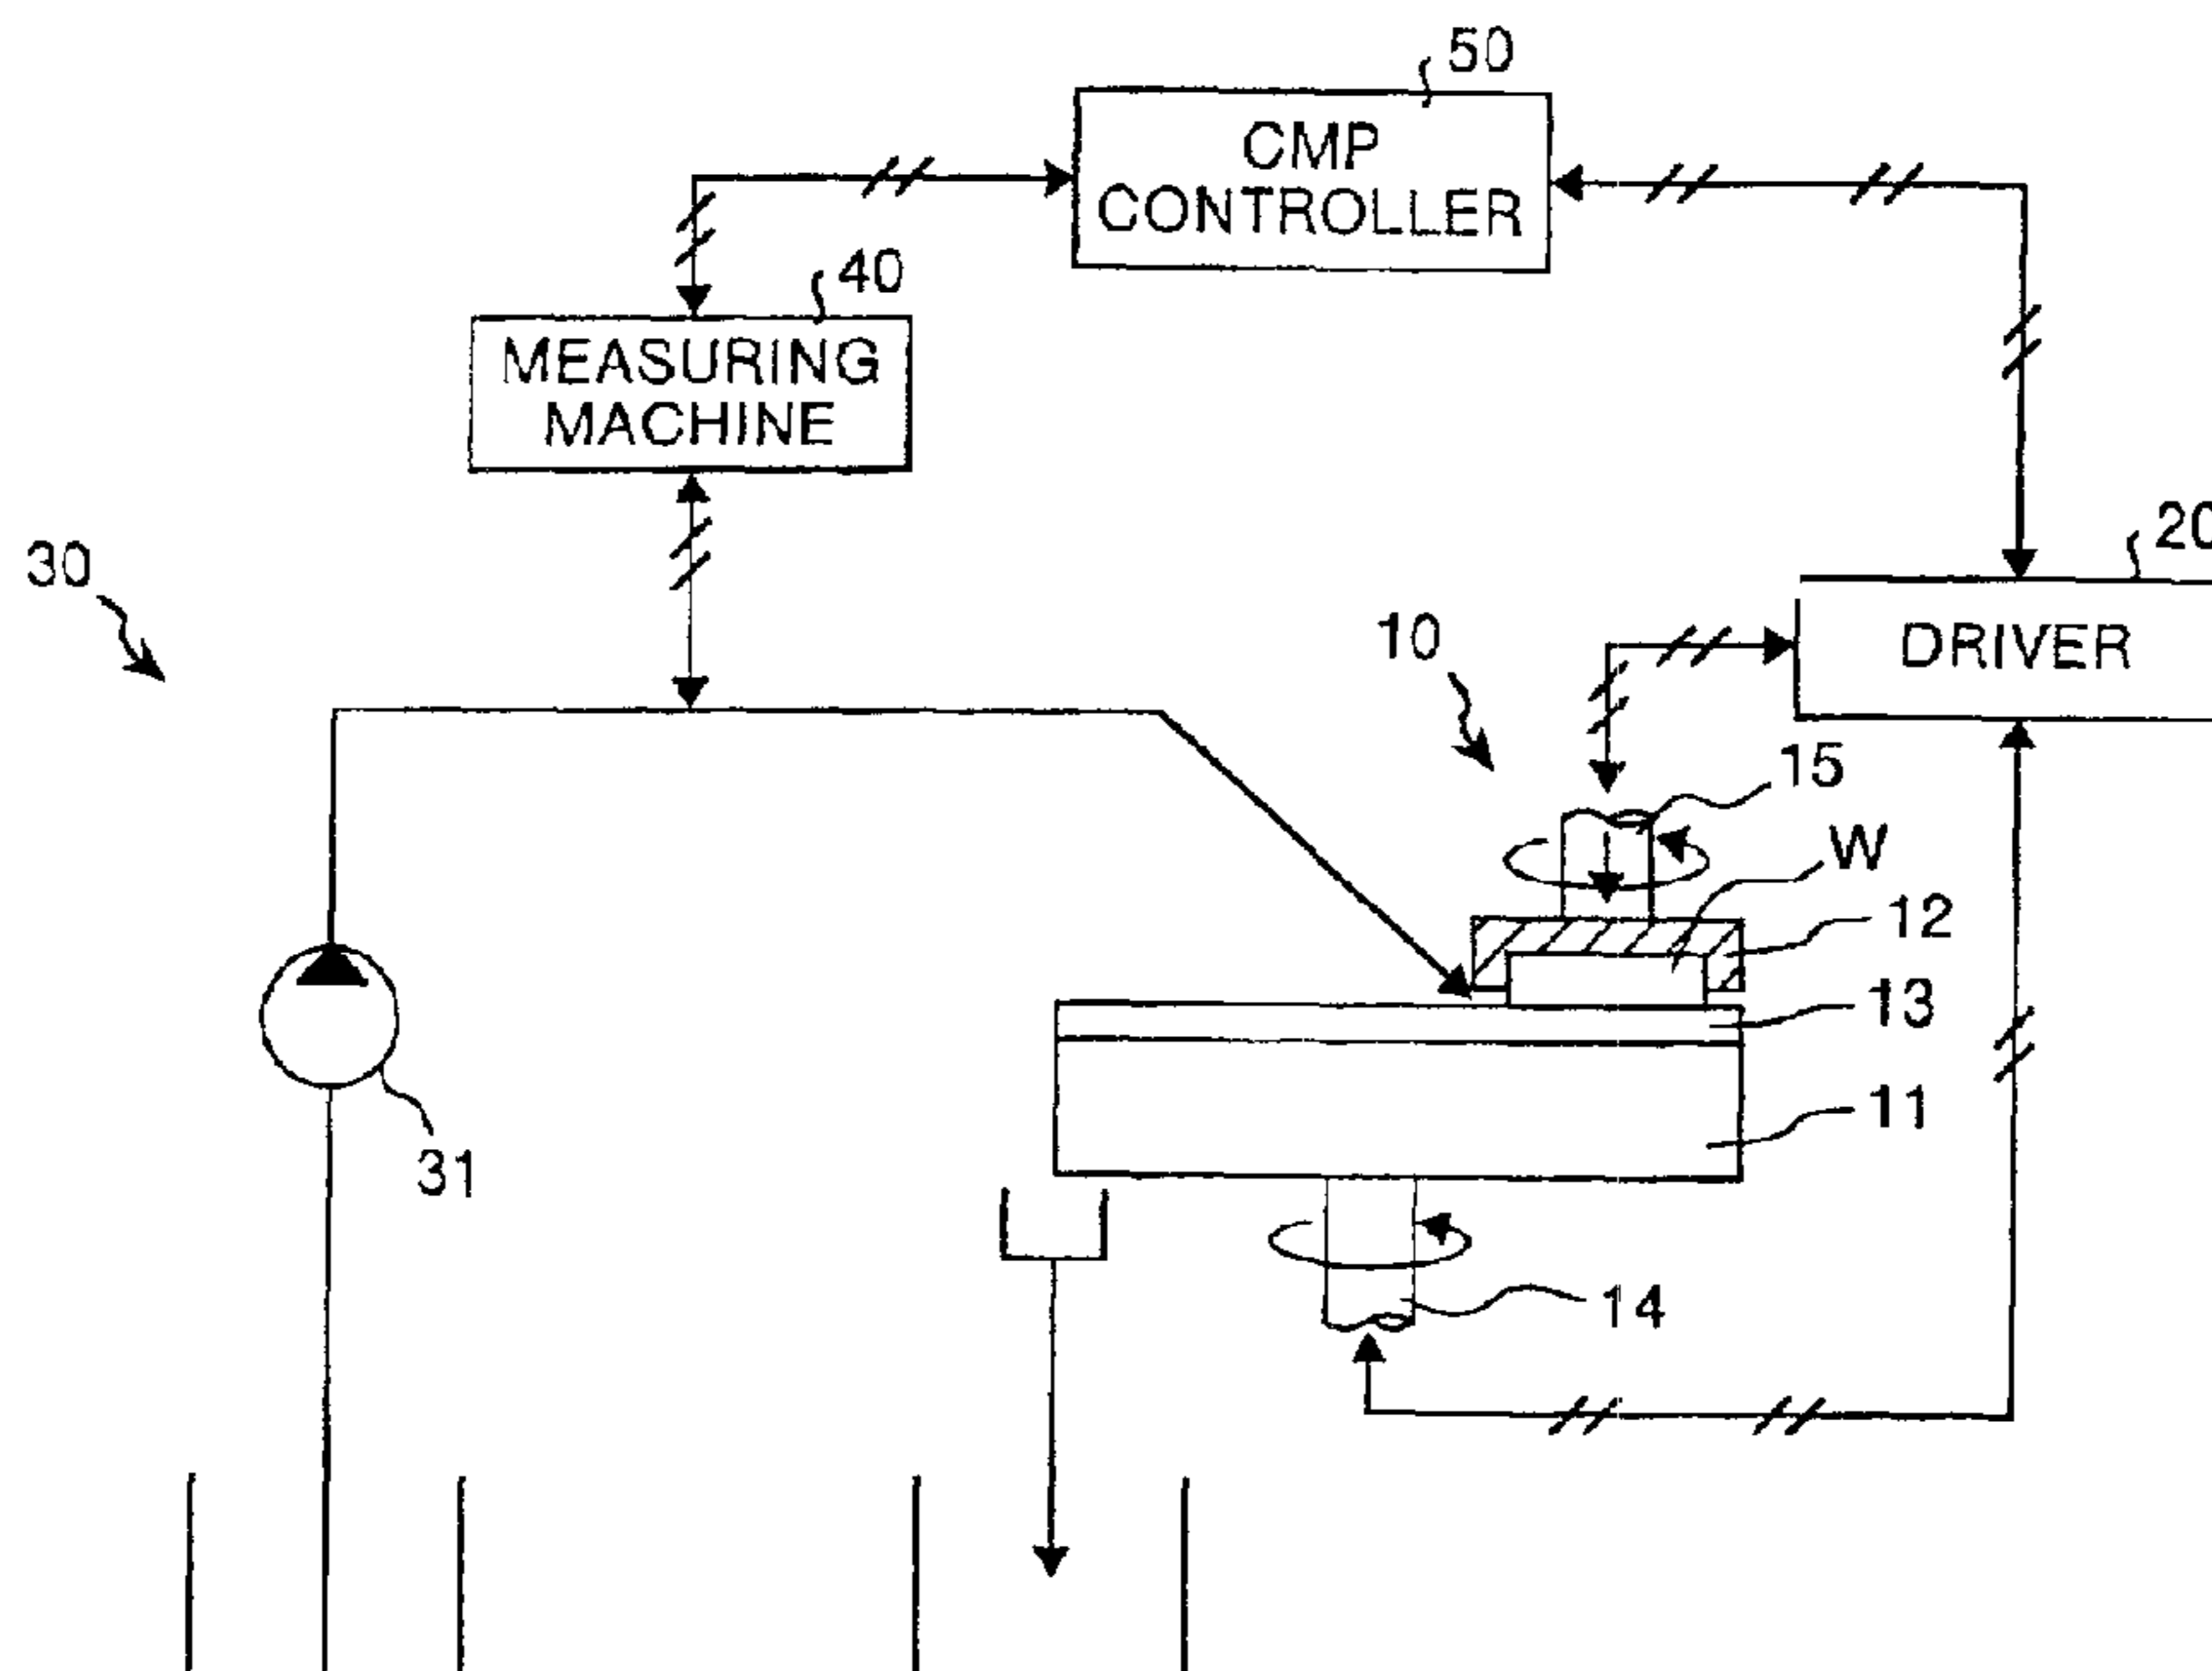 50
CMP
CONTROLLER
40
MEASURING
MACHINE
20
30
10
DRIVER
15
W
12
13
11
31
14